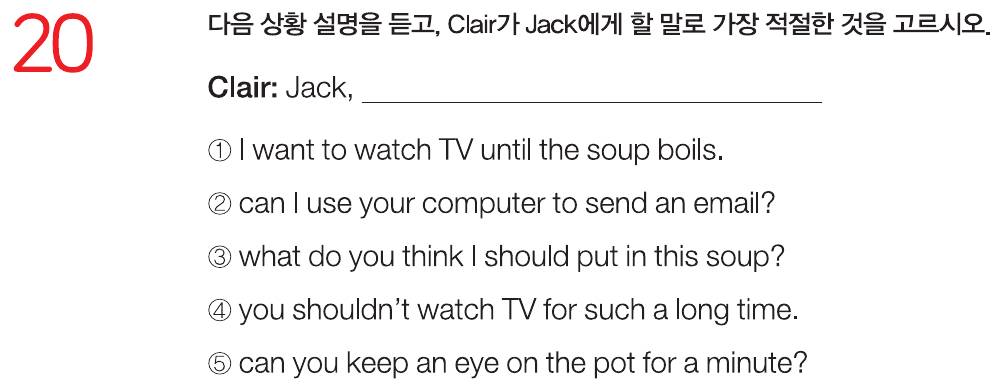 20
다음 상황 설명을 듣고, Clair가 Jack에게 할 말로 가장 적절한 것을 고르시오.
Clair: Jack, ______________________________
① I want to watch TV until the soup boils.
② can I use your computer to send an email?
③ what do you think I should put in this soup?
④ you shouldn't watch TV for such a long time.
⑤ can you keep an eye on the pot for a minute?